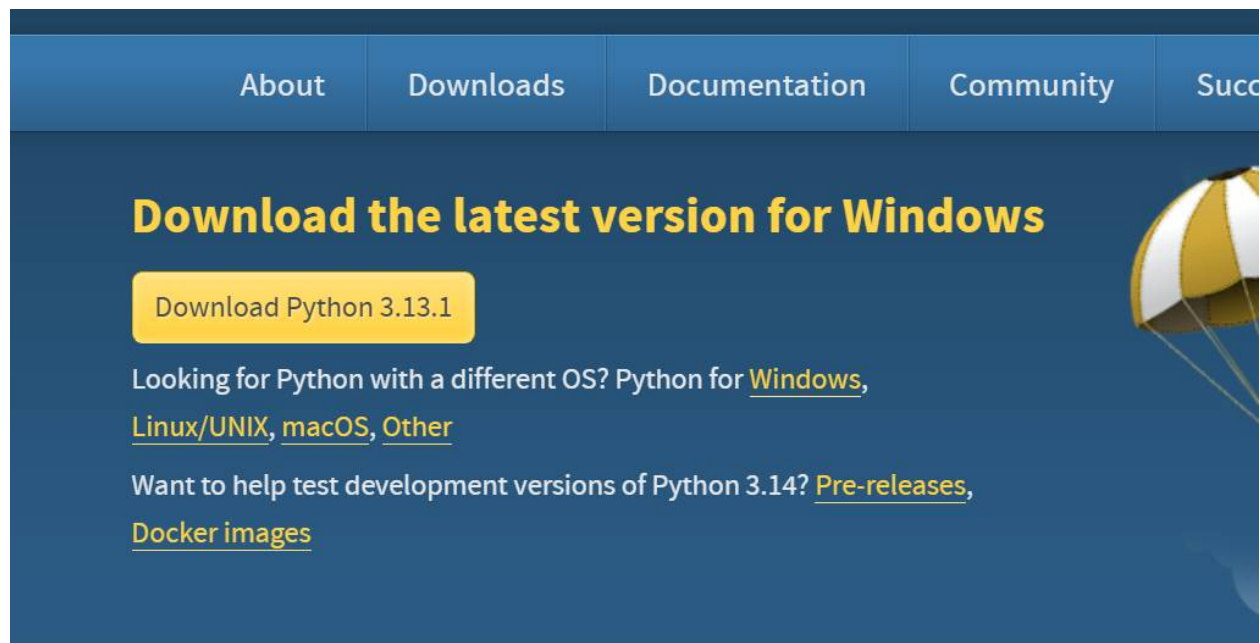 About Downloads Documentation Community Succ
Download the latest version for Windows
Download Python 3.13.1
Looking for Python with a different OS? Python for Windows,
Linux/UNIX, macOS, Other
Want to help test development versions of Python 3.14? Pre-releases,
Docker images